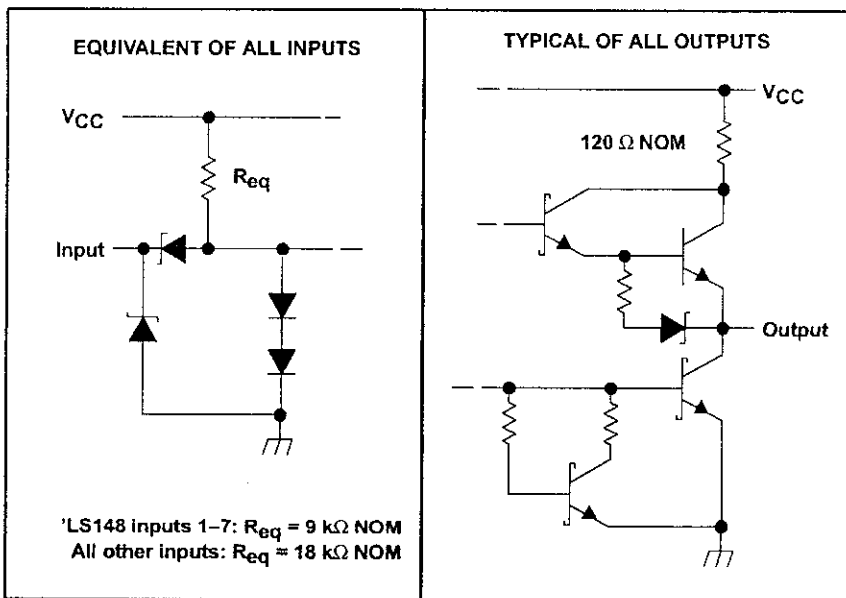 EQUIVALENT OF ALL INPUTS
VCC
Req
Input
'LS148 inputs 1–7: Req = 9 kΩ NOM
All other inputs: Req = 18 kΩ NOM
TYPICAL OF ALL OUTPUTS
VCC
120 Ω NOM
Output